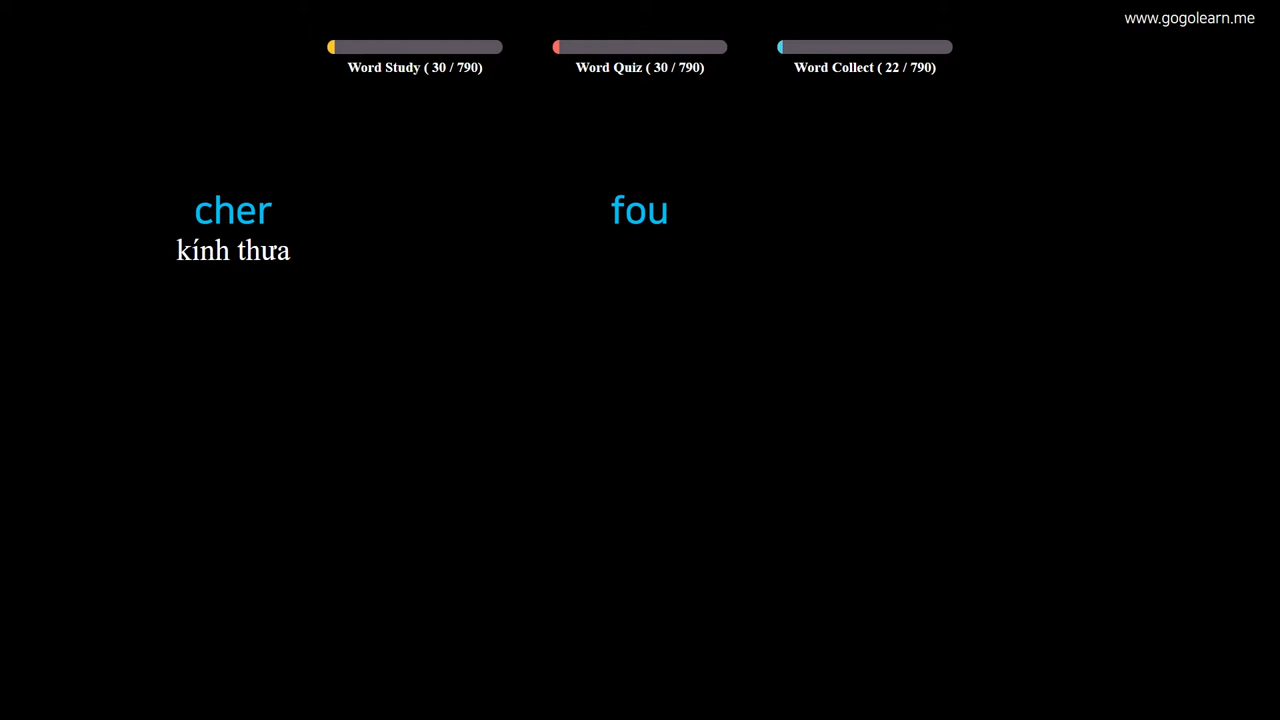 www.gogolearn.me
Word Study ( 30 / 790)
Word Quiz ( 30 / 790)
Word Collect ( 22 / 790)
cher
kính thưa
fou